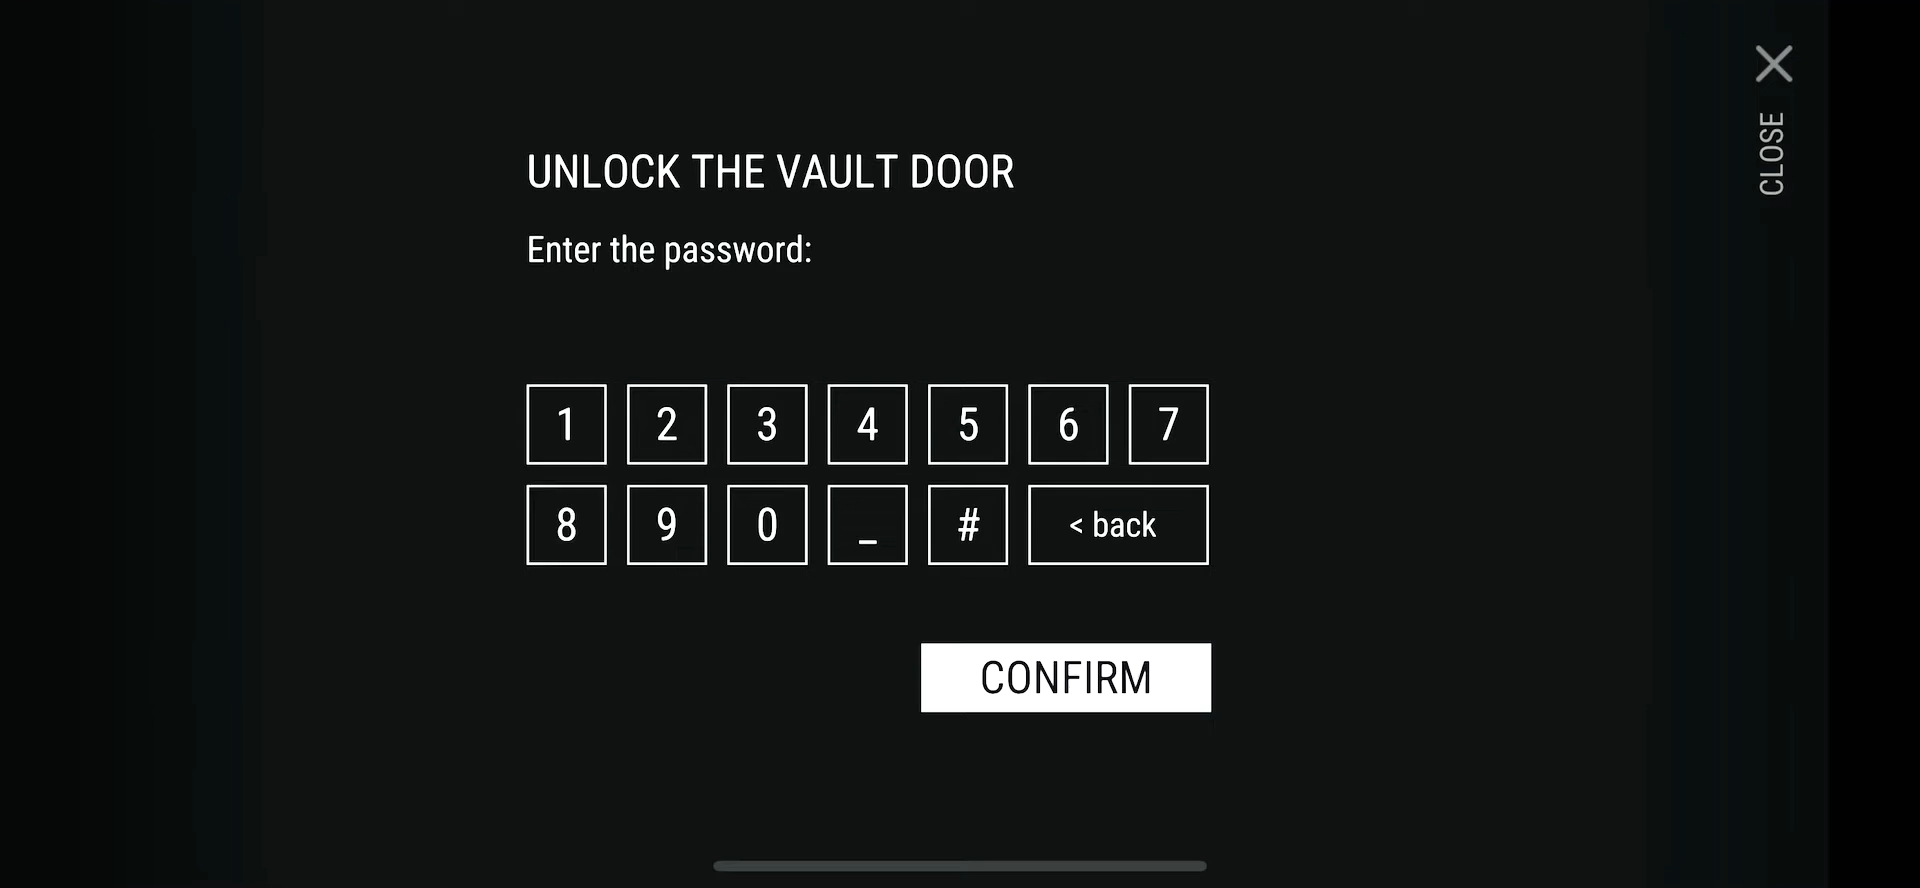 CLOSE
UNLOCK THE VAULT DOOR
Enter the password:
1 2 3 4 5 6 7
8 9 0 _ # < back
CONFIRM